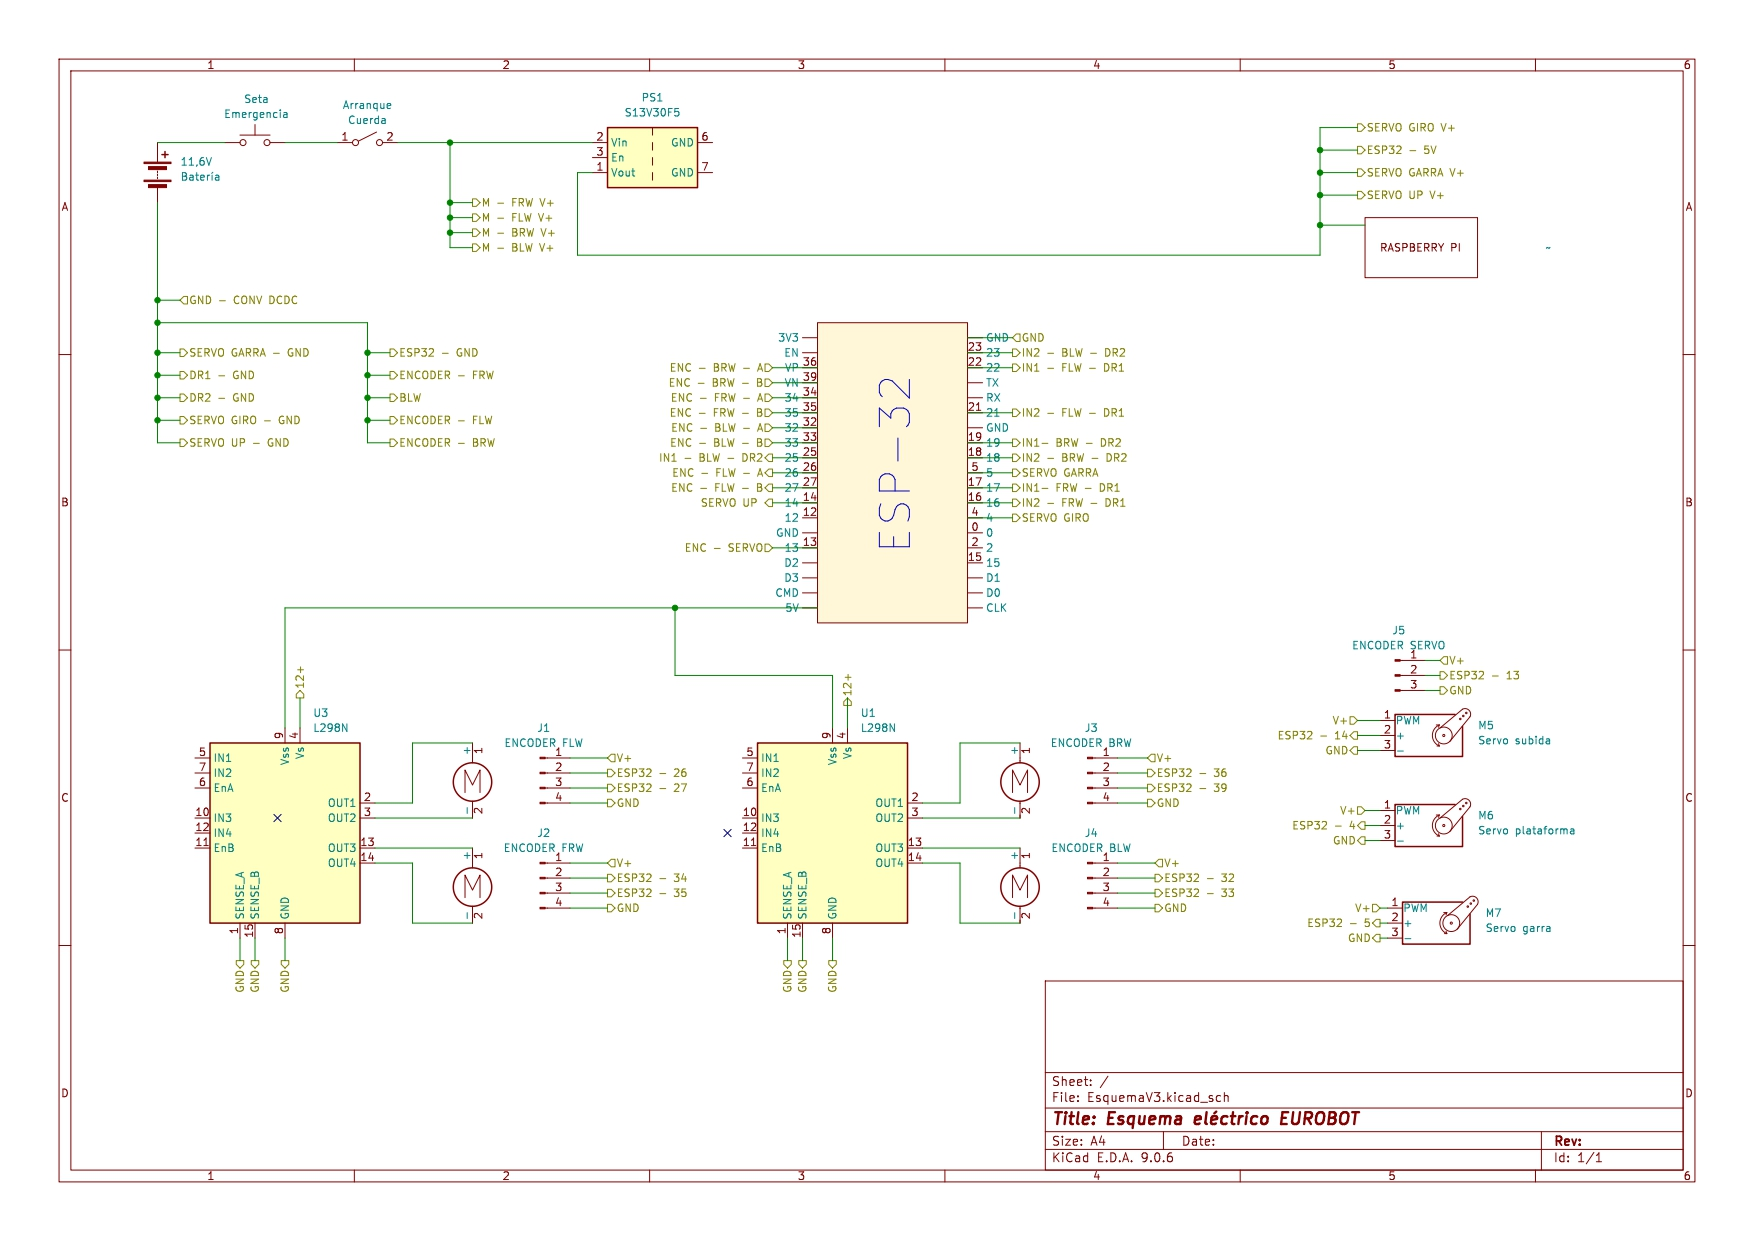 1 2 3 4 5 6
A
B
C
D
A
B
C
D
1 2 3 4 5 6
Seta
Emergencia
Arranque
Cuerda
1 2
+
11,6V
Batería
PS1
S13V30F5
2 Vin
3 En
1 Vout
GND 6
GND 7
M - FRW V+
M - FLW V+
M - BRW V+
M - BLW V+
SERVO GIRO V+
ESP32 - 5V
SERVO GARRA V+
SERVO UP V+
RASPBERRY PI
~
GND - CONV DCDC
SERVO GARRA - GND
DR1 - GND
DR2 - GND
SERVO GIRO - GND
SERVO UP - GND
ESP32 - GND
ENCODER - FRW
BLW
ENCODER - FLW
ENCODER - BRW
ESP-32
3V3
EN
ENC - BRW - A VP 36
ENC - BRW - B VN 39
ENC - FRW - A 34 34
ENC - FRW - B 35 35
ENC - BLW - A 32 32
ENC - BLW - B 33 33
IN1 - BLW - DR2 25 25
ENC - FLW - A 26 26
ENC - FLW - B 27 27
SERVO UP 14 14
12 12
GND
ENC - SERVO 13 13
D2
D3
CMD
5V
GND GND
23 23 IN2 - BLW - DR2
22 22 IN1 - FLW - DR1
TX
RX
21 21 IN2 - FLW - DR1
GND
19 19 IN1- BRW - DR2
18 18 IN2 - BRW - DR2
5 5 SERVO GARRA
17 17 IN1- FRW - DR1
16 16 IN2 - FRW - DR1
4 4 SERVO GIRO
0 0
2 2
15 15
D1
D0
CLK
12+
U3
L298N
9 Vss
4 Vs
5 IN1
7 IN2
6 EnA
10 IN3
12 IN4
11 EnB
OUT1 2
OUT2 3
OUT3 13
OUT4 14
SENSE_A 1
SENSE_B 15
GND 8
GND
GND
GND
+ 1
M
- 2
+ 1
M
- 2
J1
ENCODER FLW
1 V+
2 ESP32 - 26
3 ESP32 - 27
4 GND
J2
ENCODER FRW
1 V+
2 ESP32 - 34
3 ESP32 - 35
4 GND
12+
U1
L298N
9 Vss
4 Vs
5 IN1
7 IN2
6 EnA
10 IN3
12 IN4
11 EnB
OUT1 2
OUT2 3
OUT3 13
OUT4 14
SENSE_A 1
SENSE_B 15
GND 8
GND
GND
GND
+ 1
M
- 2
+ 1
M
- 2
J3
ENCODER BRW
1 V+
2 ESP32 - 36
3 ESP32 - 39
4 GND
J4
ENCODER BLW
1 V+
2 ESP32 - 32
3 ESP32 - 33
4 GND
J5
ENCODER SERVO
1 V+
2 ESP32 - 13
3 GND
V+ 1 PWM
ESP32 - 14 2 +
GND 3 -
M5
Servo subida
V+ 1 PWM
ESP32 - 4 2 +
GND 3 -
M6
Servo plataforma
V+ 1 PWM
ESP32 - 5 2 +
GND 3 -
M7
Servo garra
Sheet: /
File: EsquemaV3.kicad_sch
Title: Esquema eléctrico EUROBOT
Size: A4 Date: Rev:
KiCad E.D.A. 9.0.6 Id: 1/1